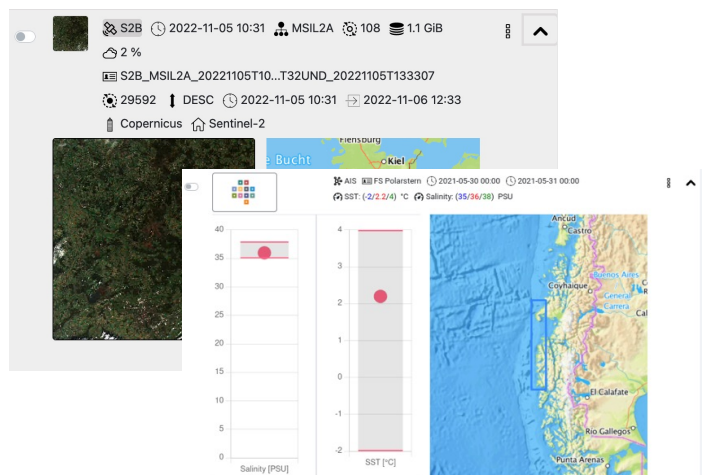 S2B 2022-11-05 10:31 MSIL2A 108 1.1 GiB
2 %
S2B_MSIL2A_20221105T10...T32UND_20221105T133307
29592 DESC 2022-11-05 10:31 2022-11-06 12:33
Copernicus Sentinel-2
Flensburg
e Bucht
Kiel
AIS FS Polarstern 2021-05-30 00:00 2021-05-31 00:00
SST: (-2/2.2/4) °C Salinity: (35/36/38) PSU
40
35
30
25
20
15
10
5
0
Salinity [PSU]
4
3
2
1
0
-1
-2
SST [°C]
Ancud
Castro
Buenos Aires
Coyhaique
General
Carrera
Cal
El Calafate
Río Gallegos
Punta Arenas